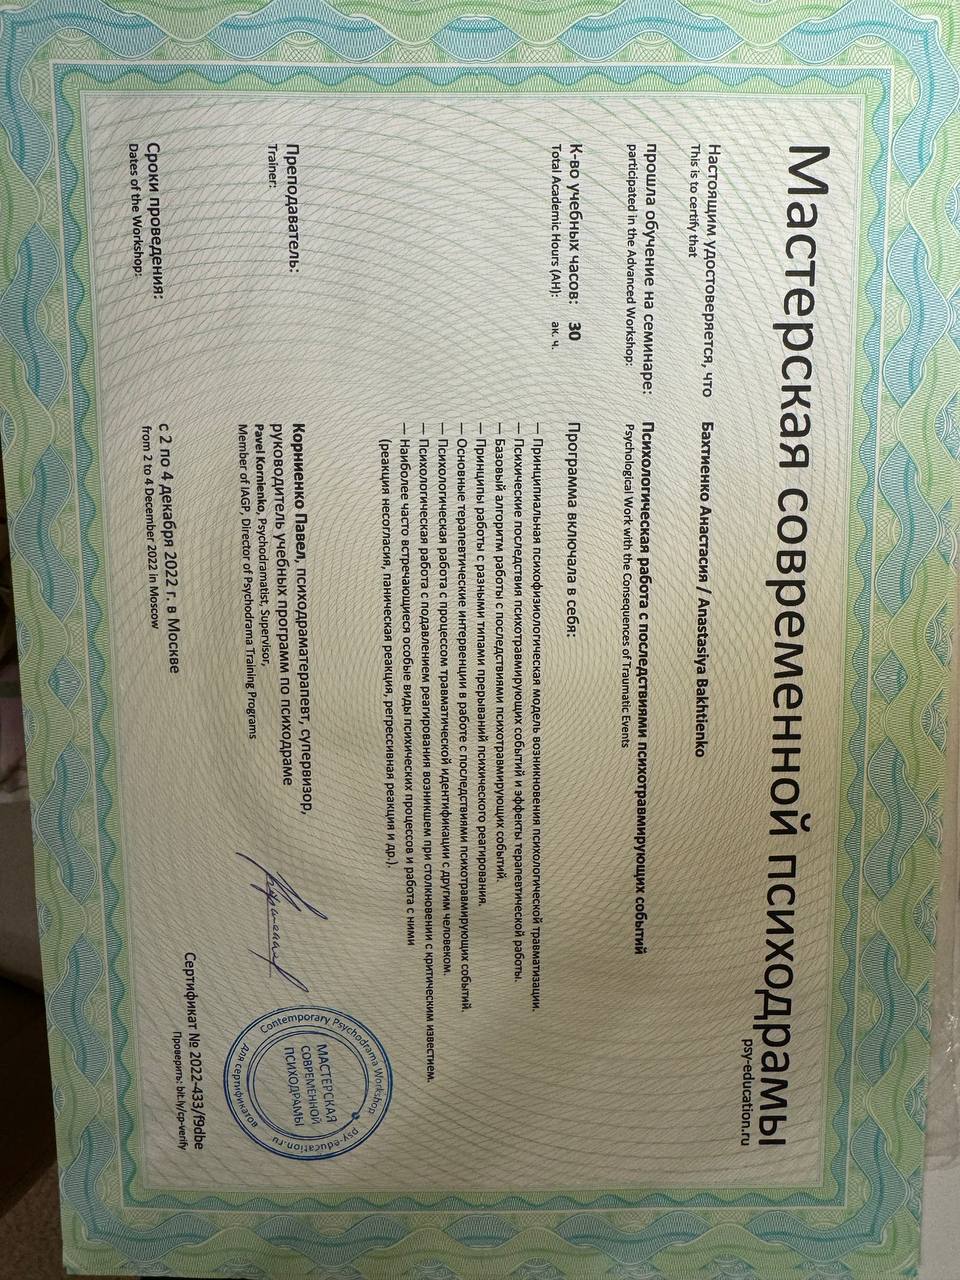 Мастерская современной психодрамы
psy-education.ru
Настоящим удостоверяется, что
This is to certify that
Бахтиенко Анастасия / Anastasiya Bakhtienko
прошла обучение на семинаре:
participated in the Advanced Workshop:
Психологическая работа с последствиями психотравмирующих событий
Psychological Work with the Consequences of Traumatic Events
К-во учебных часов: 30
Total Academic Hours (AH): ак. ч.
Программа включала в себя:
— Принципиальная психофизиологическая модель возникновения психологической травматизации.
— Психические последствия психотравмирующих событий и эффекты терапевтической работы.
— Базовый алгоритм работы с последствиями психотравмирующих событий.
— Принципы работы с разными типами прерываний психического реагирования.
— Основные терапевтические интервенции в работе с последствиями психотравмирующих событий.
— Психологическая работа с процессом травматической идентификации с другим человеком.
— Психологическая работа с подавлением реагирования возникшем при столкновении с критическим известием.
— Наиболее часто встречающиеся особые виды психических процессов и работа с ними
(реакция несогласия, паническая реакция, регрессивная реакция и др.).
Преподаватель:
Trainer:
Корниенко Павел, психодраматерапевт, супервизор,
руководитель учебных программ по психодраме
Pavel Kornienko, Psychodramatist, Supervisor,
Member of IAGP, Director of Psychodrama Training Programs
Сроки проведения:
Dates of the Workshop:
с 2 по 4 декабря 2022 г. в Москве
from 2 to 4 December 2022 in Moscow
Contemporary Psychodrama Workshop
psy-education.ru
для сертификатов
МАСТЕРСКАЯ
СОВРЕМЕННОЙ
ПСИХОДРАМЫ
Сертификат № 2022-433/f9dbe
Проверить: bit.ly/cp-verify